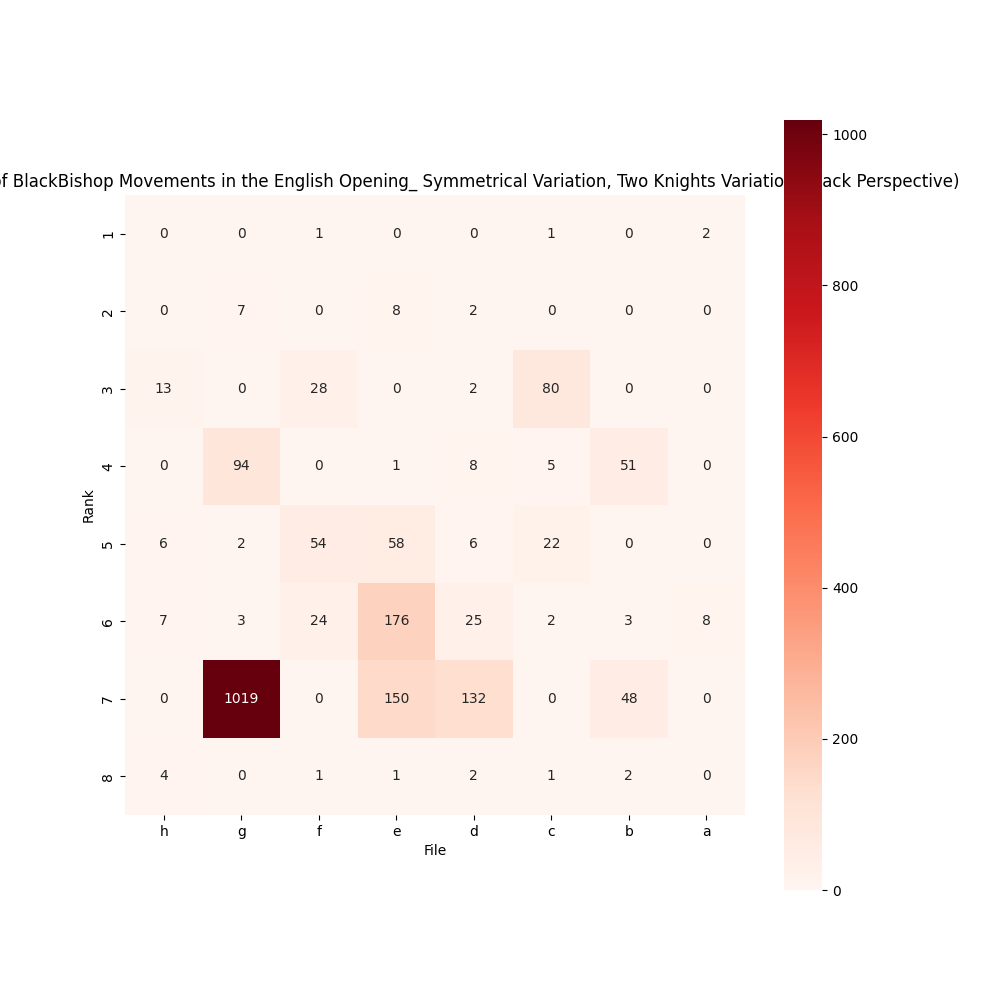 1000
of BlackBishop Movements in the English Opening_ Symmetrical Variation, Two Knights Variatio ack Perspective)
1 0 0 1 0 0 1 0 2
2 0 7 0 8 2 0 0 0
800
3 13 0 28 0 2 80 0 0
4 0 94 0 1 8 5 51 0
600
Rank
5 6 2 54 58 6 22 0 0
400
6 7 3 24 176 25 2 3 8
7 0 1019 0 150 132 0 48 0
200
8 4 0 1 1 2 1 2 0
h g f e d c b a
File
0